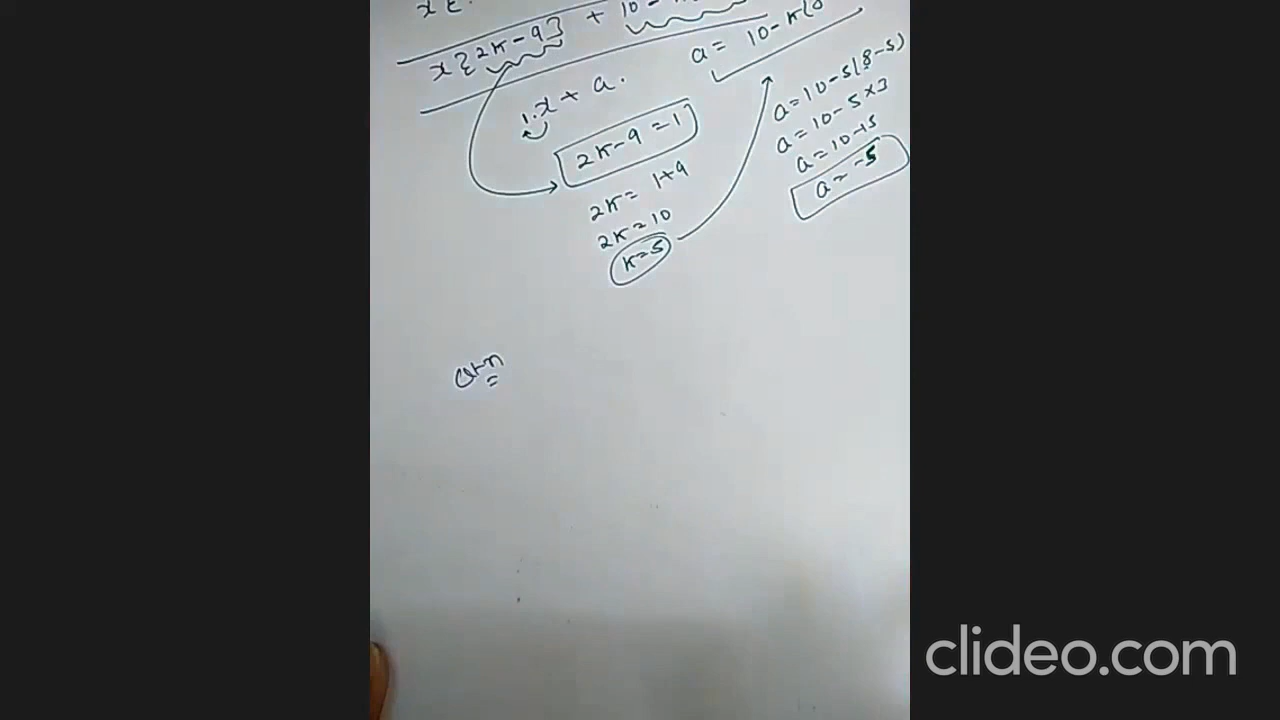 x{2k-9} + 10-
1.x + a.
2k-9=1
2k= 1+9
2k=10
k=5
a= 10-k(8
a=10-5(8-5)
a=10-5×3
a=10-15
a=-5
clideo.com